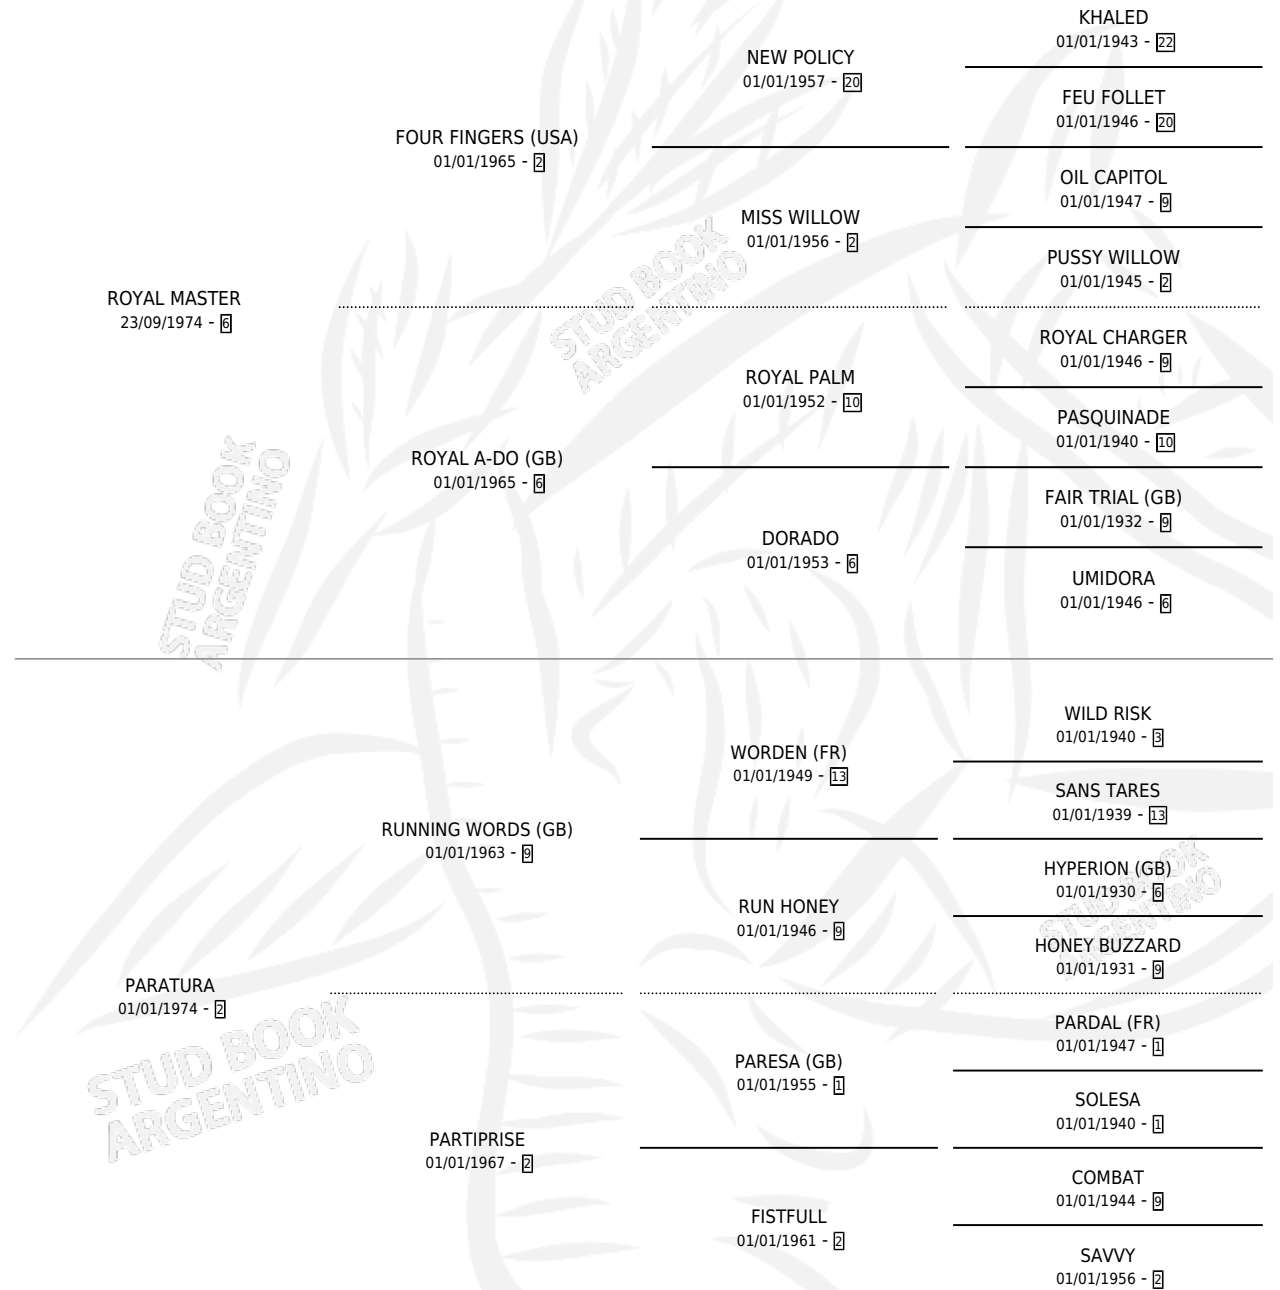 KHALED
01/01/1943 - 22
NEW POLICY
01/01/1957 - 20
FEU FOLLET
01/01/1946 - 20
FOUR FINGERS (USA)
01/01/1965 - 2
OIL CAPITOL
01/01/1947 - 9
MISS WILLOW
01/01/1956 - 2
PUSSY WILLOW
01/01/1945 - 2
ROYAL MASTER
23/09/1974 - 6
STUD BOOK
ARGENTINO
ROYAL CHARGER
01/01/1946 - 9
ROYAL PALM
01/01/1952 - 10
PASQUINADE
01/01/1940 - 10
ROYAL A-DO (GB)
01/01/1965 - 6
FAIR TRIAL (GB)
01/01/1932 - 9
DORADO
01/01/1953 - 6
UMIDORA
01/01/1946 - 6
STUD BOOK
ARGENTINO
WILD RISK
01/01/1940 - 3
WORDEN (FR)
01/01/1949 - 13
SANS TARES
01/01/1939 - 13
RUNNING WORDS (GB)
01/01/1963 - 9
HYPERION (GB)
01/01/1930 - 6
RUN HONEY
01/01/1946 - 9
STUD BOOK
ARGENTINO
HONEY BUZZARD
01/01/1931 - 9
PARATURA
01/01/1974 - 2
STUD BOOK
ARGENTINO
PARDAL (FR)
01/01/1947 - 1
PARESA (GB)
01/01/1955 - 1
SOLESA
01/01/1940 - 1
PARTIPRISE
01/01/1967 - 2
COMBAT
01/01/1944 - 9
FISTFULL
01/01/1961 - 2
SAVVY
01/01/1956 - 2